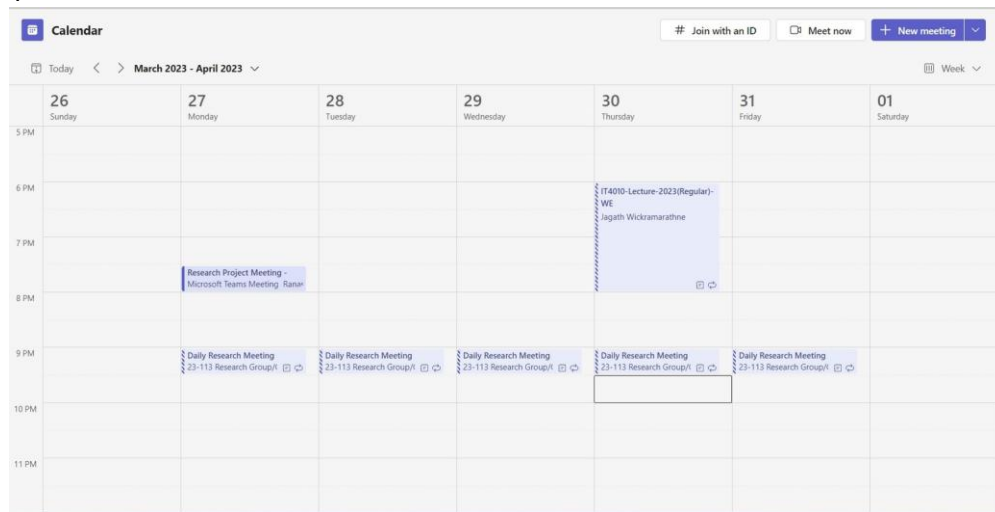 Calendar
# Join with an ID
Meet now
+ New meeting
Today
March 2023 - April 2023
Week
26
Sunday
27
Monday
28
Tuesday
29
Wednesday
30
Thursday
31
Friday
01
Saturday
5 PM
6 PM
IT4010-Lecture-2023(Regular)-
WE
Jagath Wickramarathne
7 PM
Research Project Meeting -
Microsoft Teams Meeting
8 PM
9 PM
Daily Research Meeting
23-113 Research Group/
Daily Research Meeting
23-113 Research Group/
Daily Research Meeting
23-113 Research Group/
Daily Research Meeting
23-113 Research Group/
Daily Research Meeting
23-113 Research Group/
10 PM
11 PM